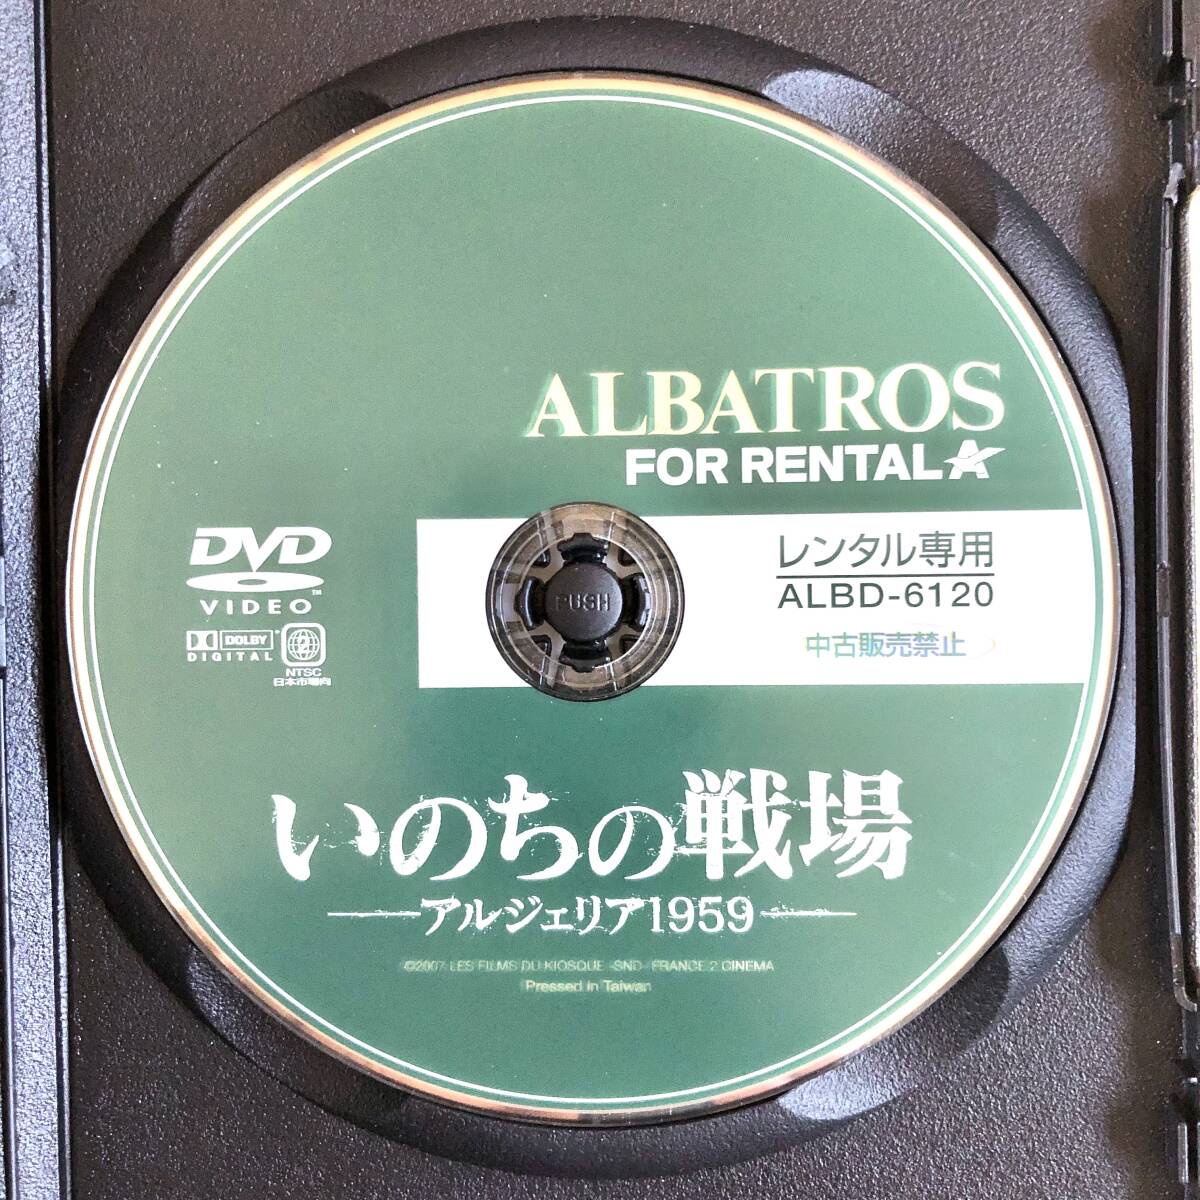 ALBATROS
FOR RENTAL
DVD
VIDEO
レンタル専用
ALBD-6120
中古販売禁止
PUSH
DOLBY
DIGITAL
2
NTSC
日本市場向
いのちの戦場
アルジェリア1959
©2007 LES FILMS DU KIOSQUE -SND- FRANCE 2 CINEMA
Pressed in Taiwan